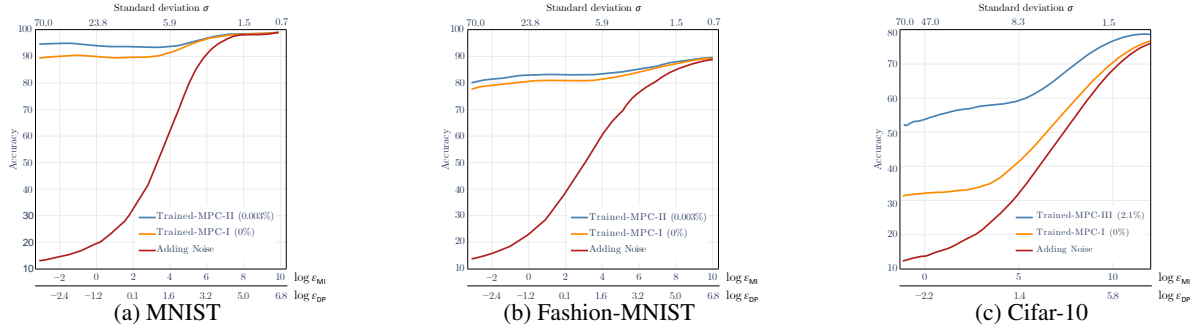 Standard deviation σ
70.0 23.8 5.9 1.5 0.7
100
90
80
70
60
50
40
30
20
10
Accuracy
Trained-MPC-II (0.003%)
Trained-MPC-I (0%)
Adding Noise
−2 0 2 4 6 8 10 log ε_MI
−2.4 −1.2 0.1 1.6 3.2 5.0 6.8 log ε_DP
(a) MNIST
Standard deviation σ
70.0 23.8 5.9 1.5 0.7
100
90
80
70
60
50
40
30
20
10
Accuracy
Trained-MPC-II (0.003%)
Trained-MPC-I (0%)
Adding Noise
−2 0 2 4 6 8 10 log ε_MI
−2.4 −1.2 0.1 1.6 3.2 5.0 6.8 log ε_DP
(b) Fashion-MNIST
Standard deviation σ
70.0 47.0 8.3 1.5
80
70
60
50
40
30
20
10
Accuracy
Trained-MPC-III (2.1%)
Trained-MPC-I (0%)
Adding Noise
0 5 10 log ε_MI
−2.2 1.4 5.8 log ε_DP
(c) Cifar-10